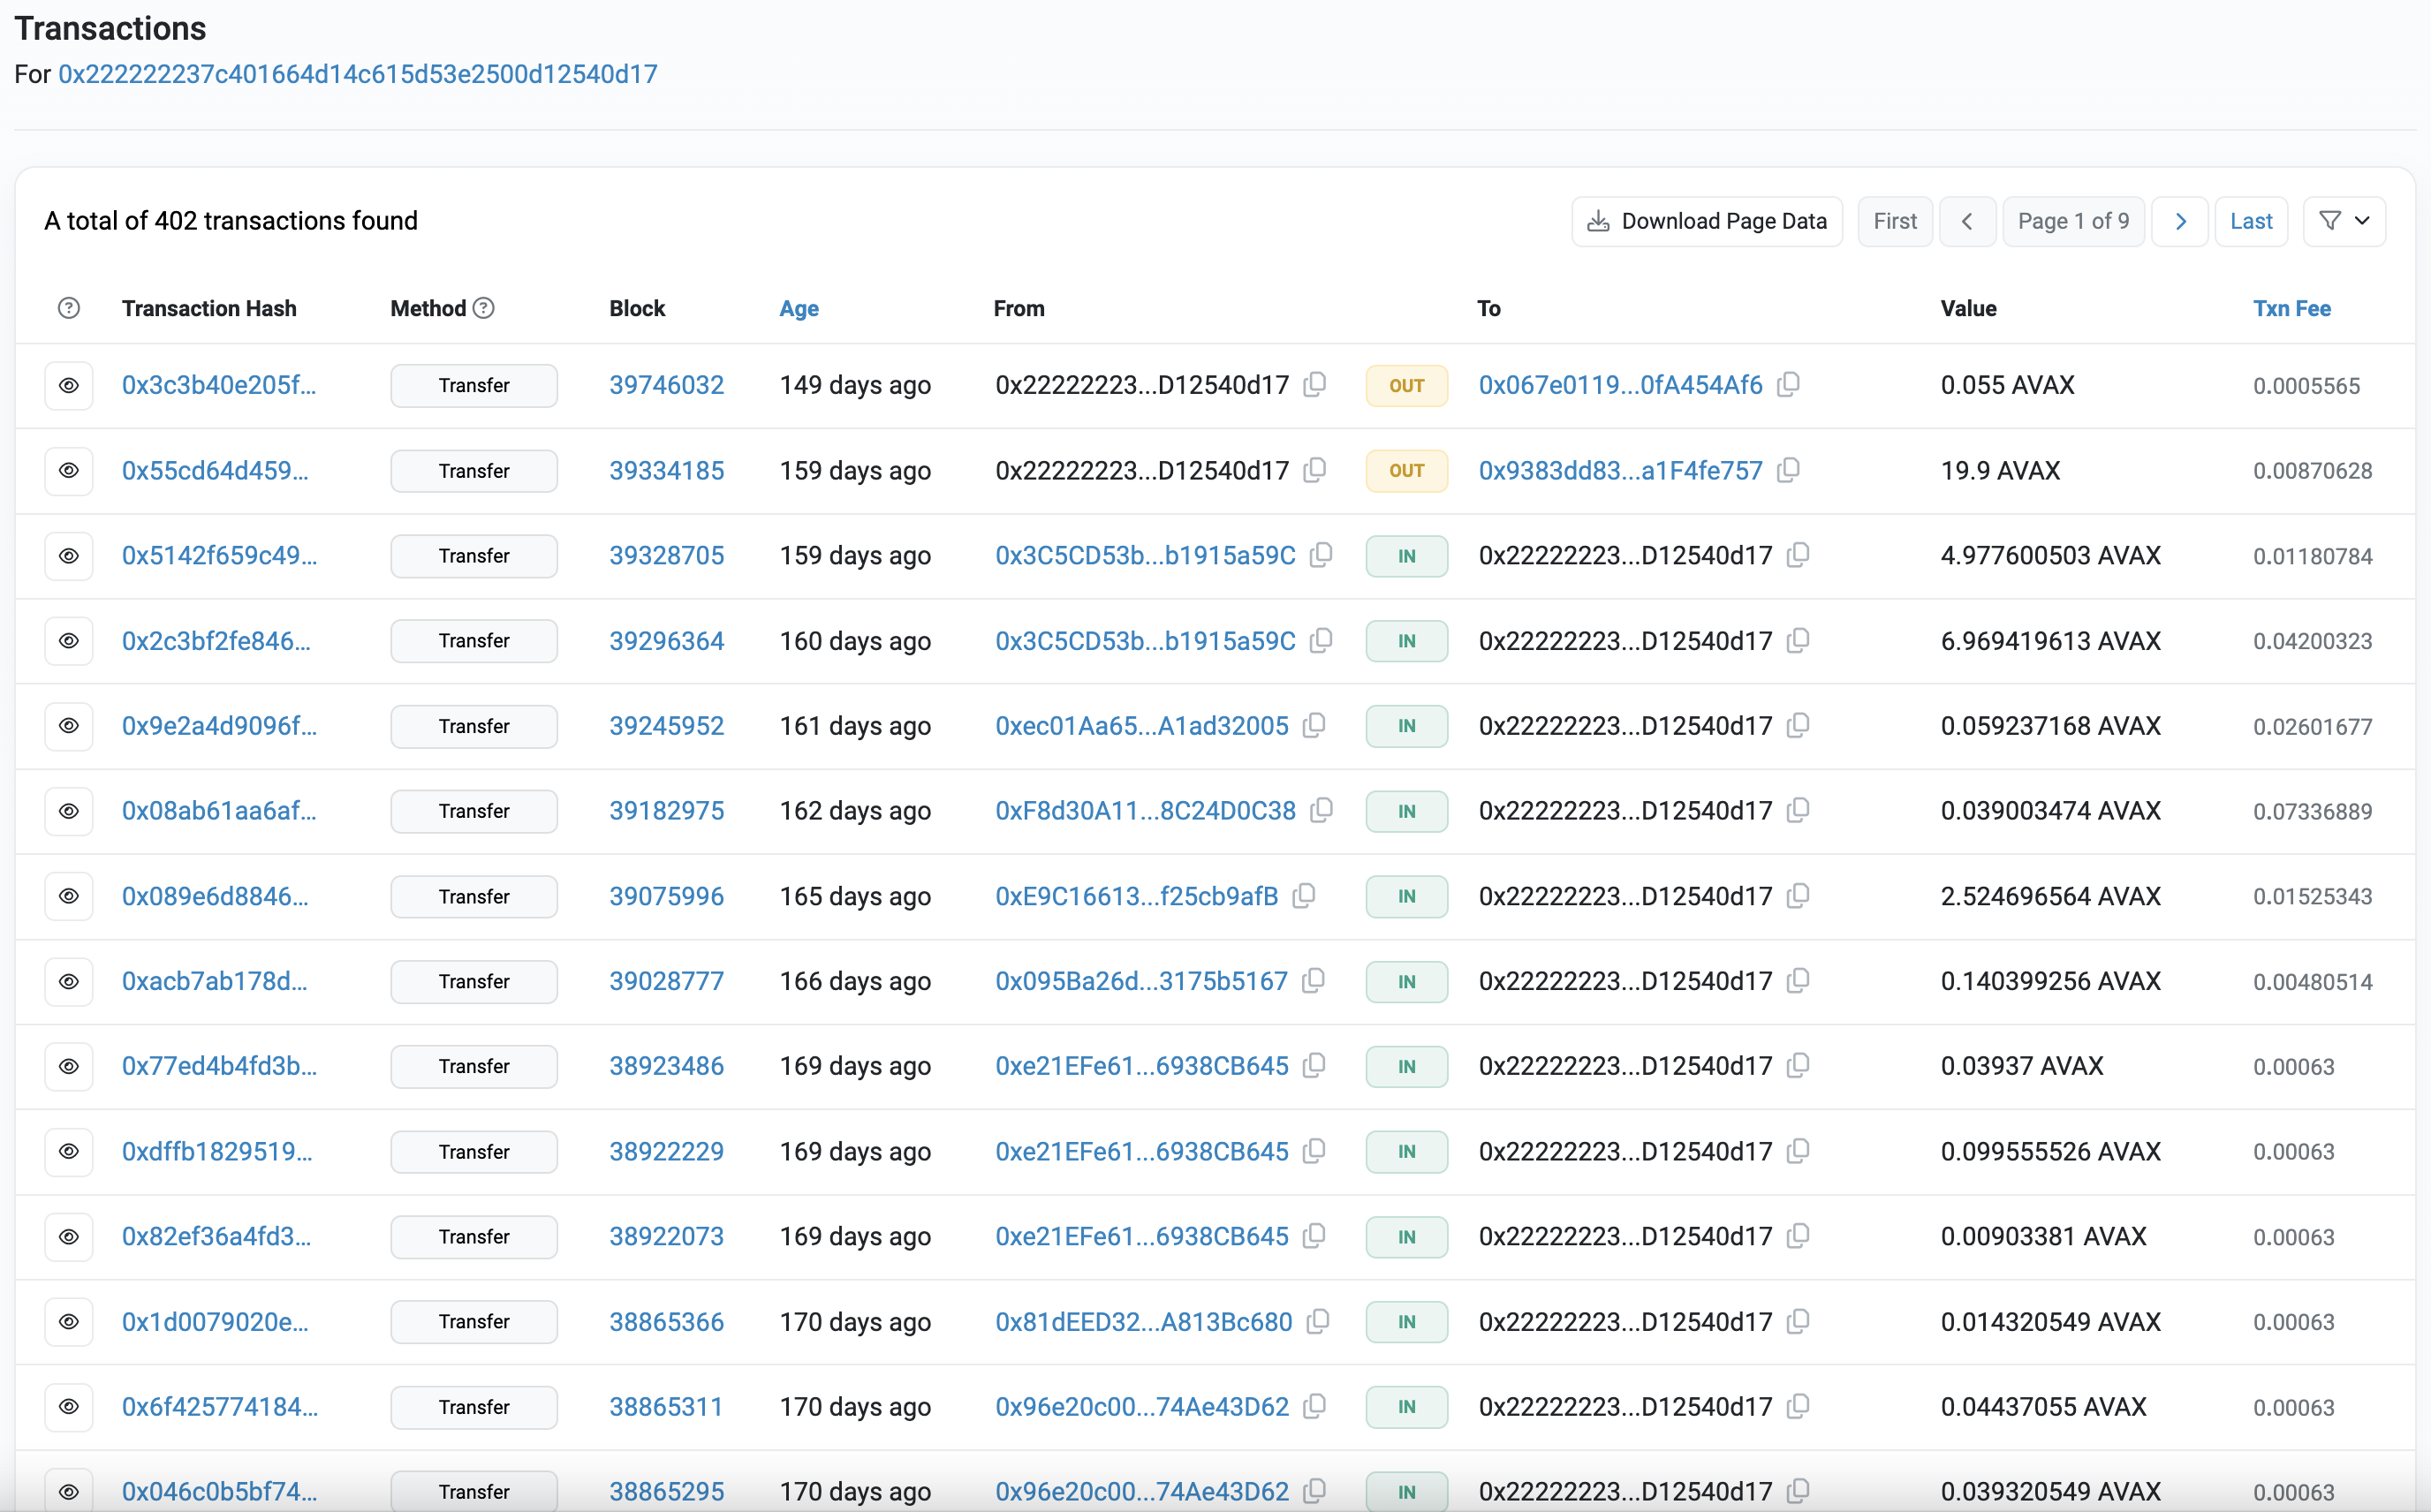 Transactions
For 0x222222237c401664d14c615d53e2500d12540d17
A total of 402 transactions found
Download Page Data First Page 1 of 9 Last
Transaction Hash Method Block Age From To Value Txn Fee
0x3c3b40e205f... Transfer 39746032 149 days ago 0x22222223...D12540d17 OUT 0x067e0119...0fA454Af6 0.055 AVAX 0.0005565
0x55cd64d459... Transfer 39334185 159 days ago 0x22222223...D12540d17 OUT 0x9383dd83...a1F4fe757 19.9 AVAX 0.00870628
0x5142f659c49... Transfer 39328705 159 days ago 0x3C5CD53b...b1915a59C IN 0x22222223...D12540d17 4.977600503 AVAX 0.01180784
0x2c3bf2fe846... Transfer 39296364 160 days ago 0x3C5CD53b...b1915a59C IN 0x22222223...D12540d17 6.969419613 AVAX 0.04200323
0x9e2a4d9096f... Transfer 39245952 161 days ago 0xec01Aa65...A1ad32005 IN 0x22222223...D12540d17 0.059237168 AVAX 0.02601677
0x08ab61aa6af... Transfer 39182975 162 days ago 0xF8d30A11...8C24D0C38 IN 0x22222223...D12540d17 0.039003474 AVAX 0.07336889
0x089e6d8846... Transfer 39075996 165 days ago 0xE9C16613...f25cb9afB IN 0x22222223...D12540d17 2.524696564 AVAX 0.01525343
0xacb7ab178d... Transfer 39028777 166 days ago 0x095Ba26d...3175b5167 IN 0x22222223...D12540d17 0.140399256 AVAX 0.00480514
0x77ed4b4fd3b... Transfer 38923486 169 days ago 0xe21EFe61...6938CB645 IN 0x22222223...D12540d17 0.03937 AVAX 0.00063
0xdffb1829519... Transfer 38922229 169 days ago 0xe21EFe61...6938CB645 IN 0x22222223...D12540d17 0.099555526 AVAX 0.00063
0x82ef36a4fd3... Transfer 38922073 169 days ago 0xe21EFe61...6938CB645 IN 0x22222223...D12540d17 0.00903381 AVAX 0.00063
0x1d0079020e... Transfer 38865366 170 days ago 0x81dEED32...A813Bc680 IN 0x22222223...D12540d17 0.014320549 AVAX 0.00063
0x6f425774184... Transfer 38865311 170 days ago 0x96e20c00...74Ae43D62 IN 0x22222223...D12540d17 0.04437055 AVAX 0.00063
0x046c0b5bf74... Transfer 38865295 170 days ago 0x96e20c00...74Ae43D62 IN 0x22222223...D12540d17 0.039320549 AVAX 0.00063